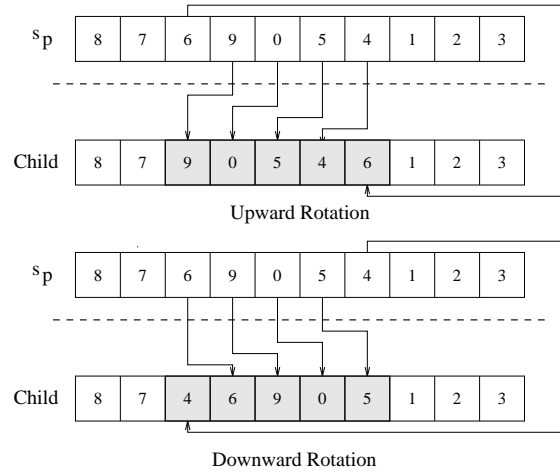 sp 8 7 6 9 0 5 4 1 2 3
Child 8 7 9 0 5 4 6 1 2 3
Upward Rotation
sp 8 7 6 9 0 5 4 1 2 3
Child 8 7 4 6 9 0 5 1 2 3
Downward Rotation